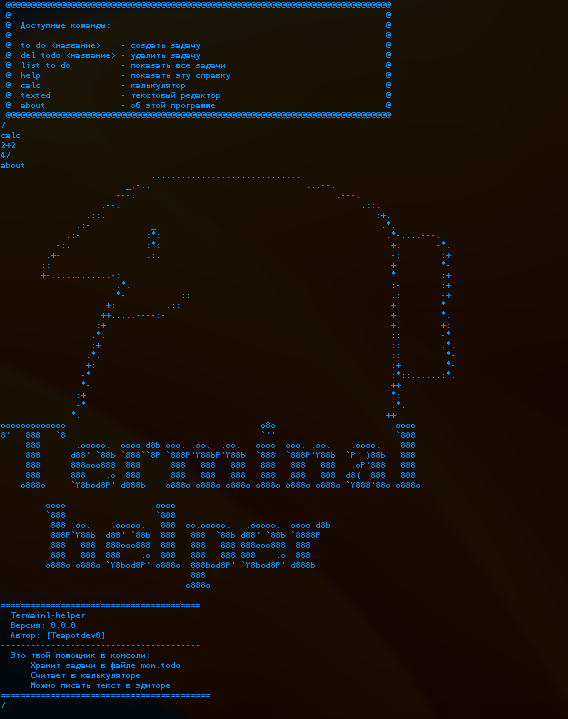 Доступные команды:
to do <название> - создать задачу
del todo <название> - удалить задачу
list to do - показать все задачи
help - показать эту справку
calc - калькулятор
texted - текстовый редактор
about - об этой программе
/
calc
2+2
4/
about
Terminal
helper
========================================
Termainl-helper
Версия: 0.0.0
Автор: [Teapotdev0]
----------------------------------------
Это твой помощник в консоли:
Хранит задачи в файле mon.todo
Считает в калькуляторе
Можно писать текст в эдиторе
==========================================
/